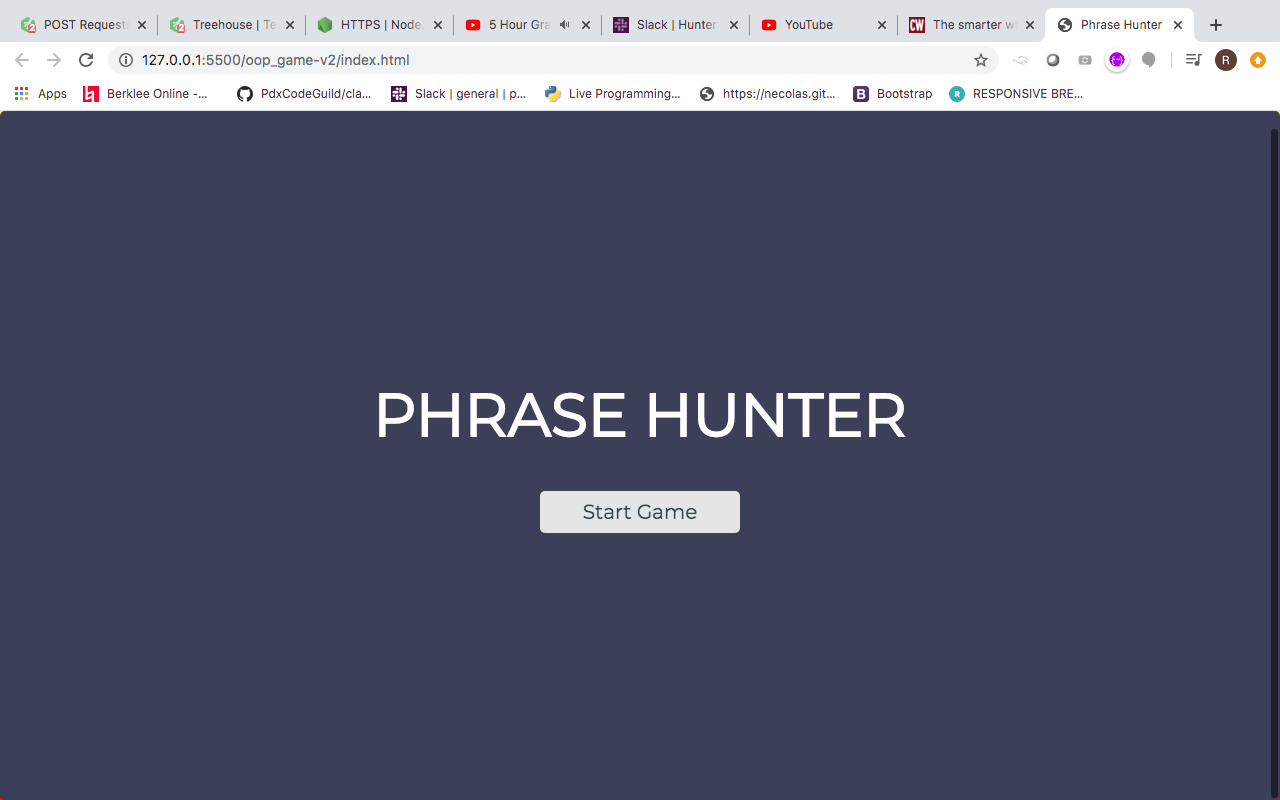 POST Request
Treehouse | Te
HTTPS | Node.
5 Hour Gra
Slack | Hunter
YouTube
The smarter w
Phrase Hunter
127.0.0.1:5500/oop_game-v2/index.html
R
Apps
Berklee Online -...
PdxCodeGuild/cla...
Slack | general | p...
Live Programming...
https://necolas.git...
B Bootstrap
R RESPONSIVE BRE...
PHRASE HUNTER
Start Game